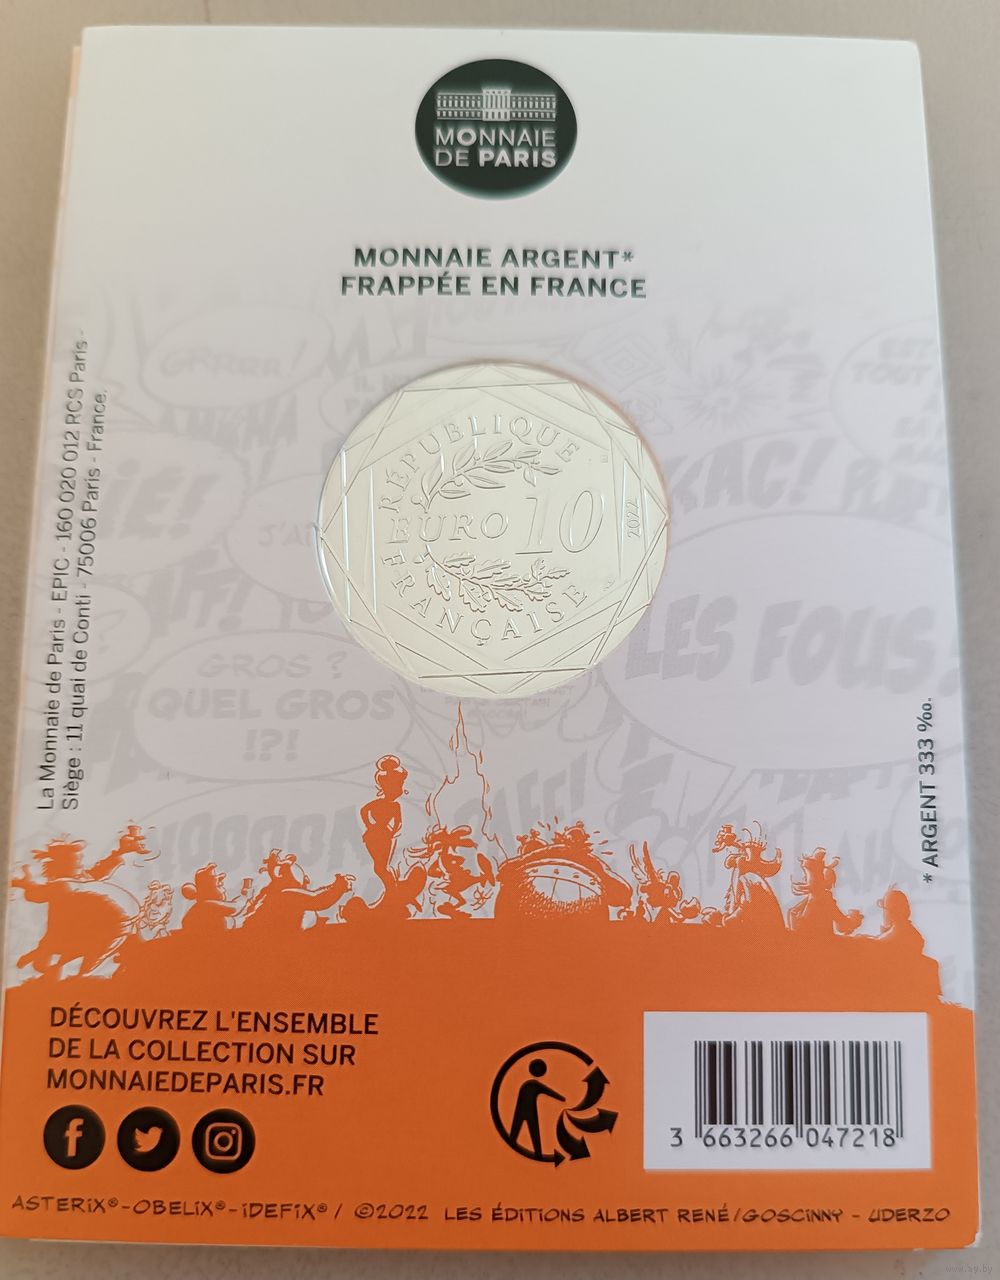 MONNAIE
DE PARIS
MONNAIE ARGENT*
FRAPPÉE EN FRANCE
La Monnaie de Paris - EPIC - 160 020 012 RCS Paris -
Siège : 11 quai de Conti - 75006 Paris - France.
GRRRR!
RÉPUBLIQUE
EURO 10
2022
FRANÇAISE
LES FOUS!
GROS ?
QUEL GROS
!?!
* ARGENT 333 ‰.
DÉCOUVREZ L'ENSEMBLE
DE LA COLLECTION SUR
MONNAIEDEPARIS.FR
3 663266 047218
ASTERIX®-OBELIX®-IDEFIX® / ©2022 LES ÉDITIONS ALBERT RENÉ/GOSCINNY - UDERZO
www.ay.by